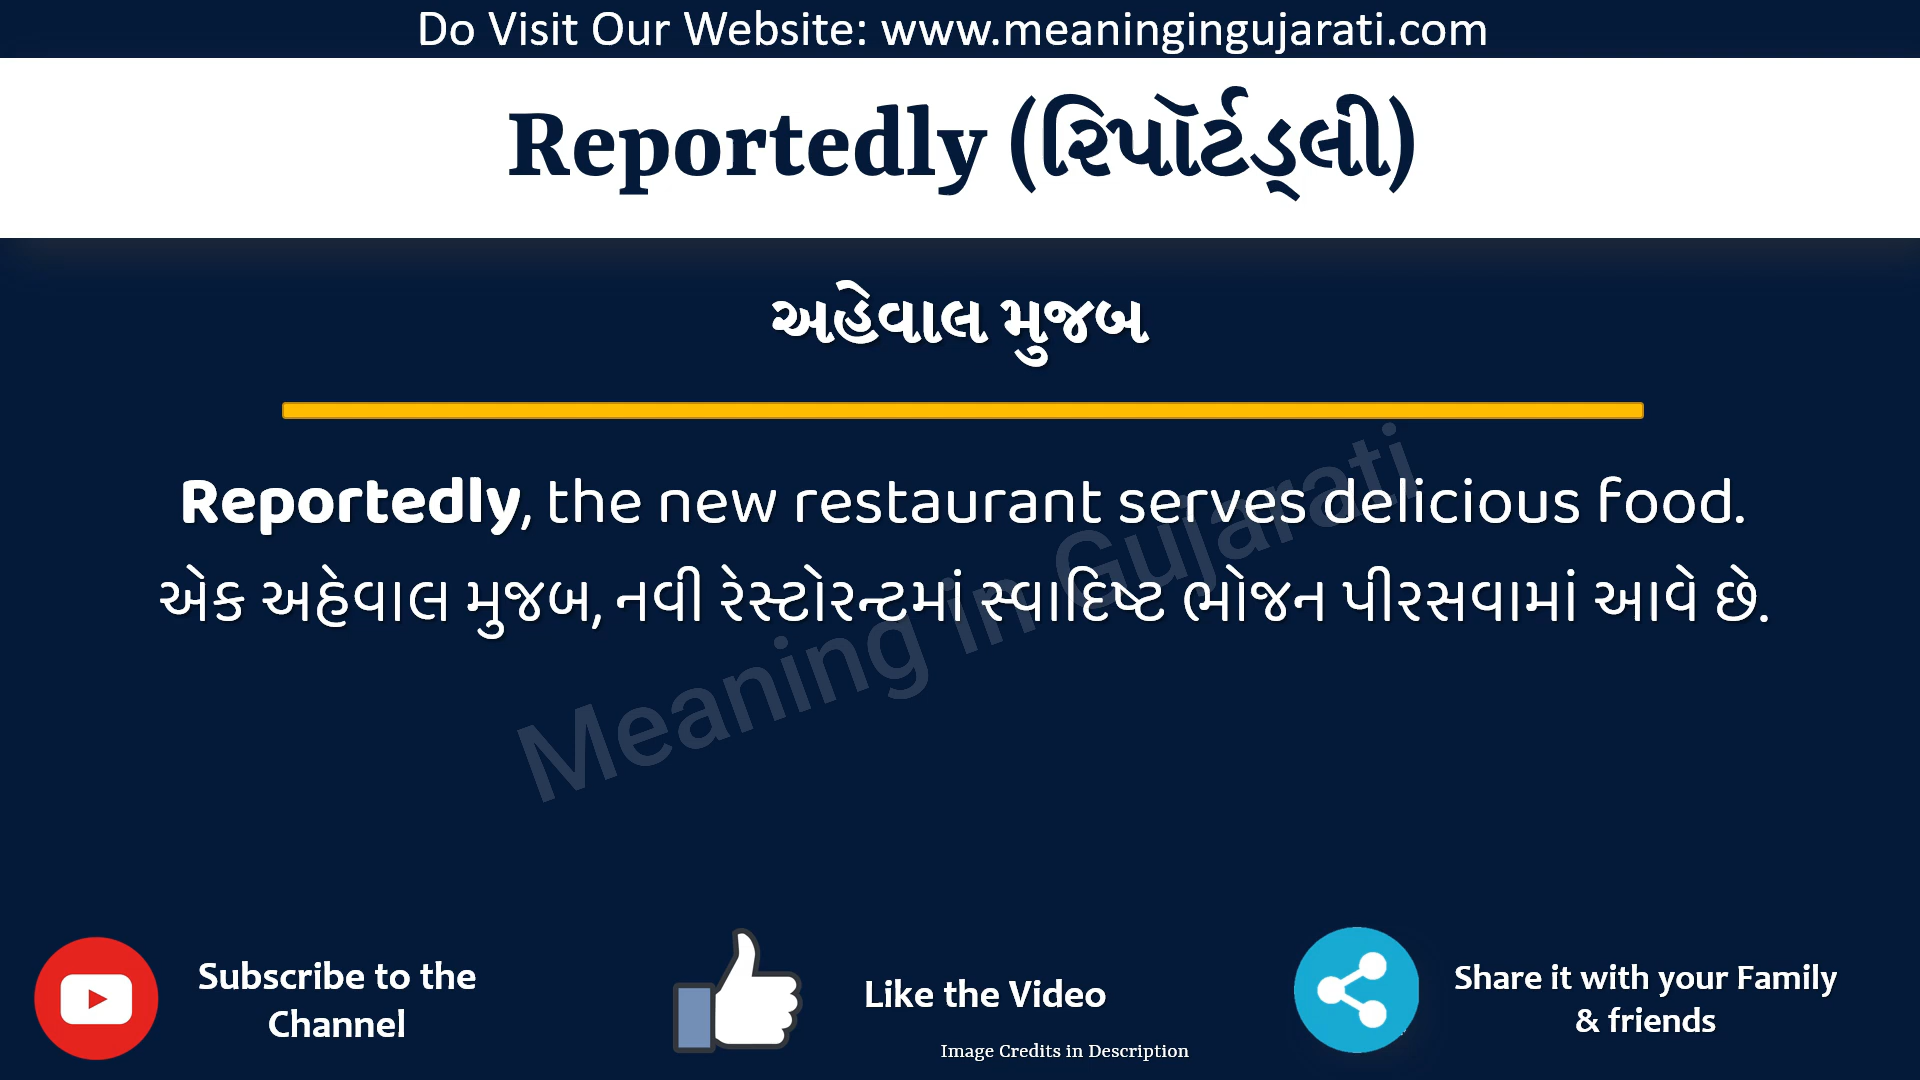 Do Visit Our Website: www.meaningingujarati.com
Reportedly (રિપૉર્ટડ્લી)
અહેવાલ મુજબ
Reportedly, the new restaurant serves delicious food.
એક અહેવાલ મુજબ, નવી રેસ્ટોરન્ટમાં સ્વાદિષ્ટ ભોજન પીરસવામાં આવે છે.
Meaning in Gujarati
Subscribe to the
Channel
Like the Video
Share it with your Family
& friends
Image Credits in Description